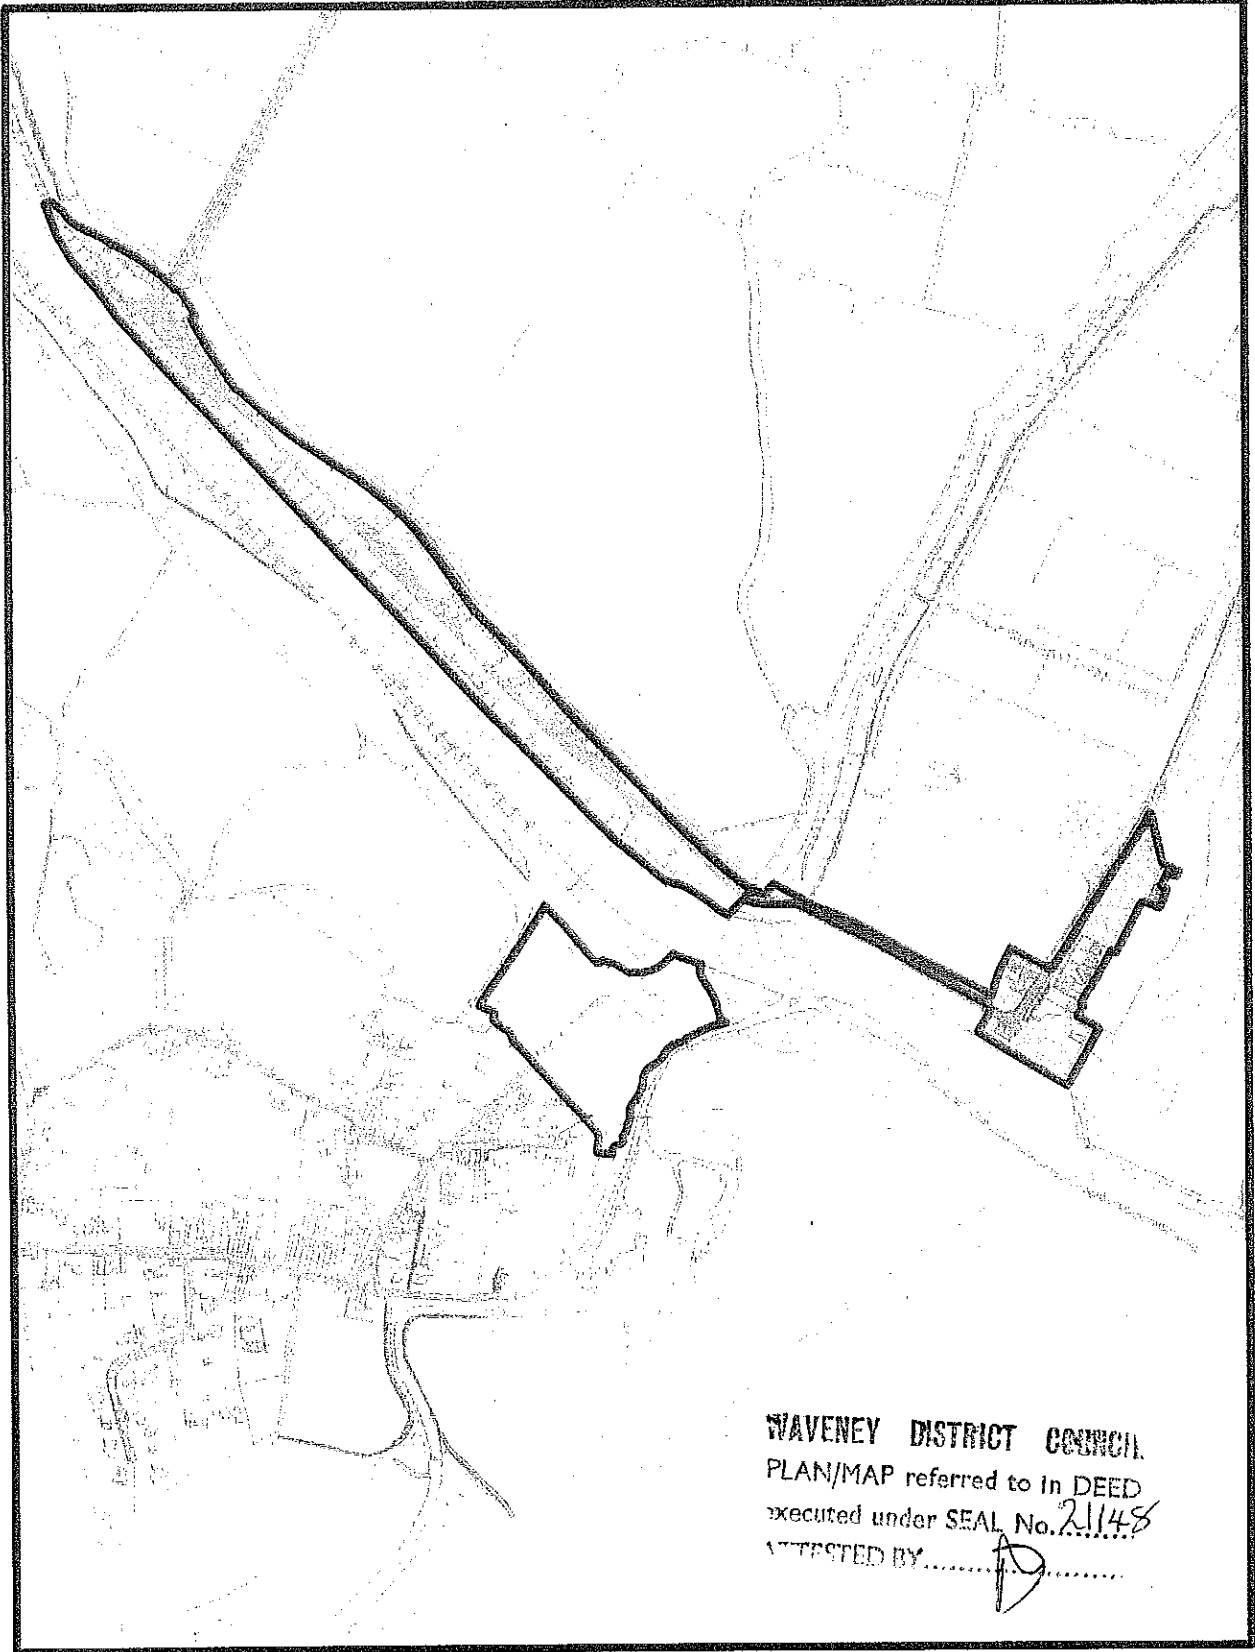 WAVENEY DISTRICT COUNCIL
PLAN/MAP referred to in DEED
executed under SEAL No. 21148
ATTESTED BY